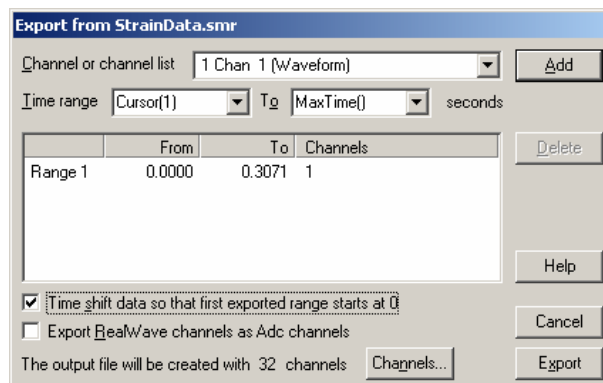 Export from StrainData.smr
Channel or channel list 1 Chan 1 (Waveform) Add
Time range Cursor(1) To MaxTime() seconds
From To Channels Delete
Range 1 0.0000 0.3071 1
Help
Time shift data so that first exported range starts at 0
Export RealWave channels as Adc channels Cancel
The output file will be created with 32 channels Channels... Export